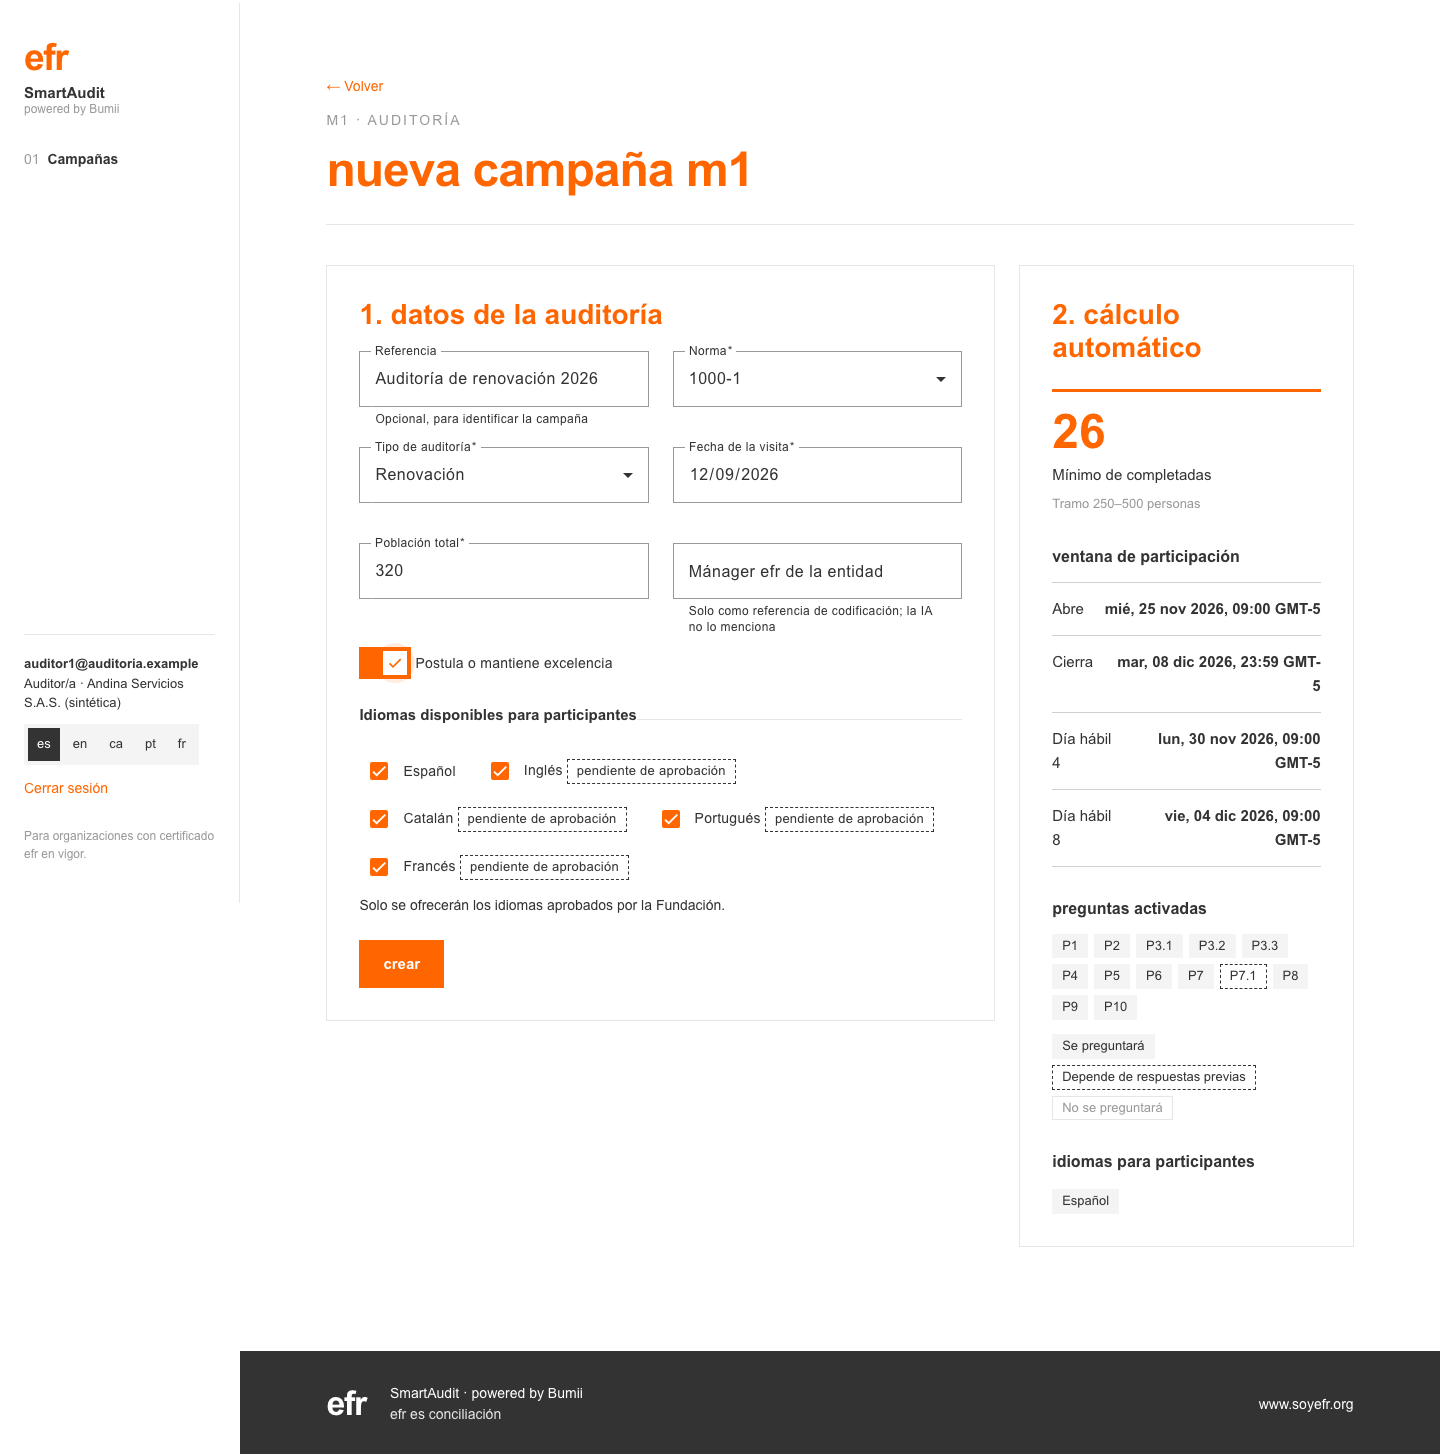 efr
SmartAudit
powered by Bumii
01 Campañas
auditor1@auditoria.example
Auditor/a · Andina Servicios
S.A.S. (sintética)
es en ca pt fr
Cerrar sesión
Para organizaciones con certificado
efr en vigor.
← Volver
M1 · AUDITORÍA
nueva campaña m1
1. datos de la auditoría
Referencia
Auditoría de renovación 2026
Opcional, para identificar la campaña
Norma*
1000-1
Tipo de auditoría*
Renovación
Fecha de la visita*
12/09/2026
Población total*
320
Mánager efr de la entidad
Solo como referencia de codificación; la IA
no lo menciona
Postula o mantiene excelencia
Idiomas disponibles para participantes
Español Inglés pendiente de aprobación
Catalán pendiente de aprobación Portugués pendiente de aprobación
Francés pendiente de aprobación
Solo se ofrecerán los idiomas aprobados por la Fundación.
crear
2. cálculo
automático
26
Mínimo de completadas
Tramo 250–500 personas
ventana de participación
Abre mié, 25 nov 2026, 09:00 GMT-5
Cierra mar, 08 dic 2026, 23:59 GMT-
5
Día hábil lun, 30 nov 2026, 09:00
4 GMT-5
Día hábil vie, 04 dic 2026, 09:00
8 GMT-5
preguntas activadas
P1 P2 P3.1 P3.2 P3.3
P4 P5 P6 P7 P7.1 P8
P9 P10
Se preguntará
Depende de respuestas previas
No se preguntará
idiomas para participantes
Español
efr
SmartAudit · powered by Bumii
efr es conciliación
www.soyefr.org